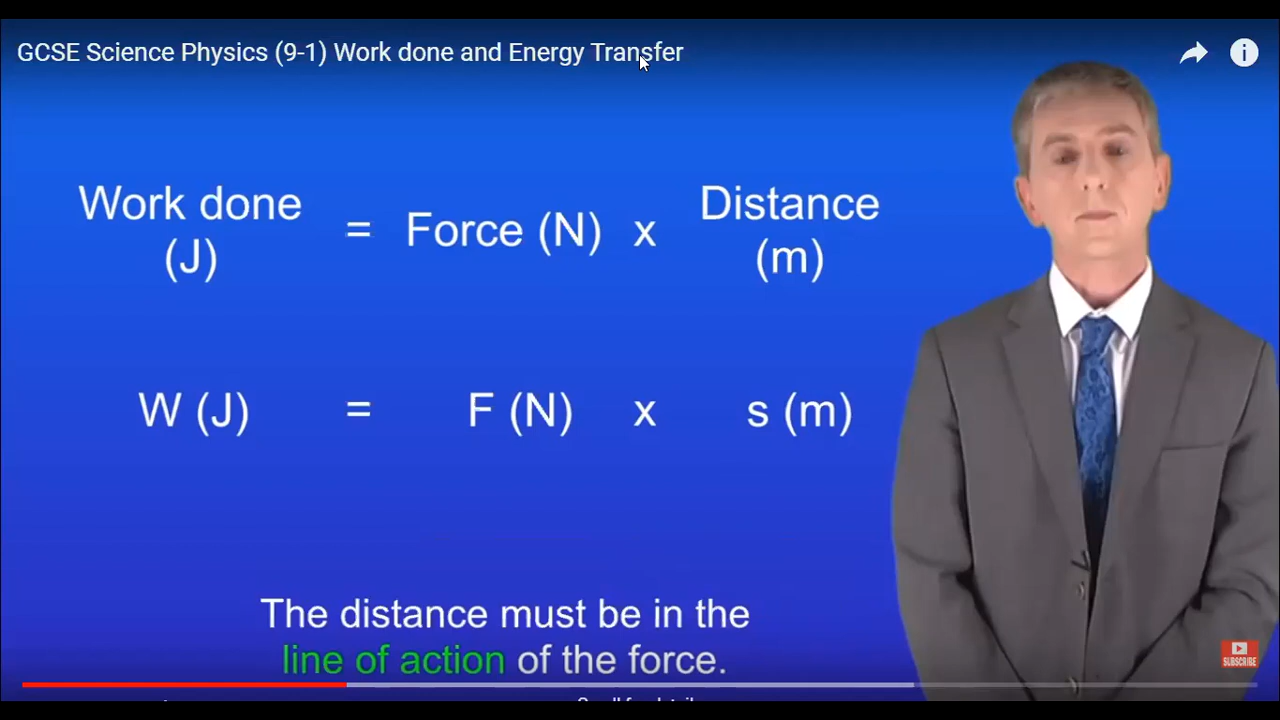 GCSE Science Physics (9-1) Work done and Energy Transfer
Work done
(J)
= Force (N) x
Distance
(m)
W (J) = F (N) x s (m)
The distance must be in the
line of action of the force.
SUBSCRIBE